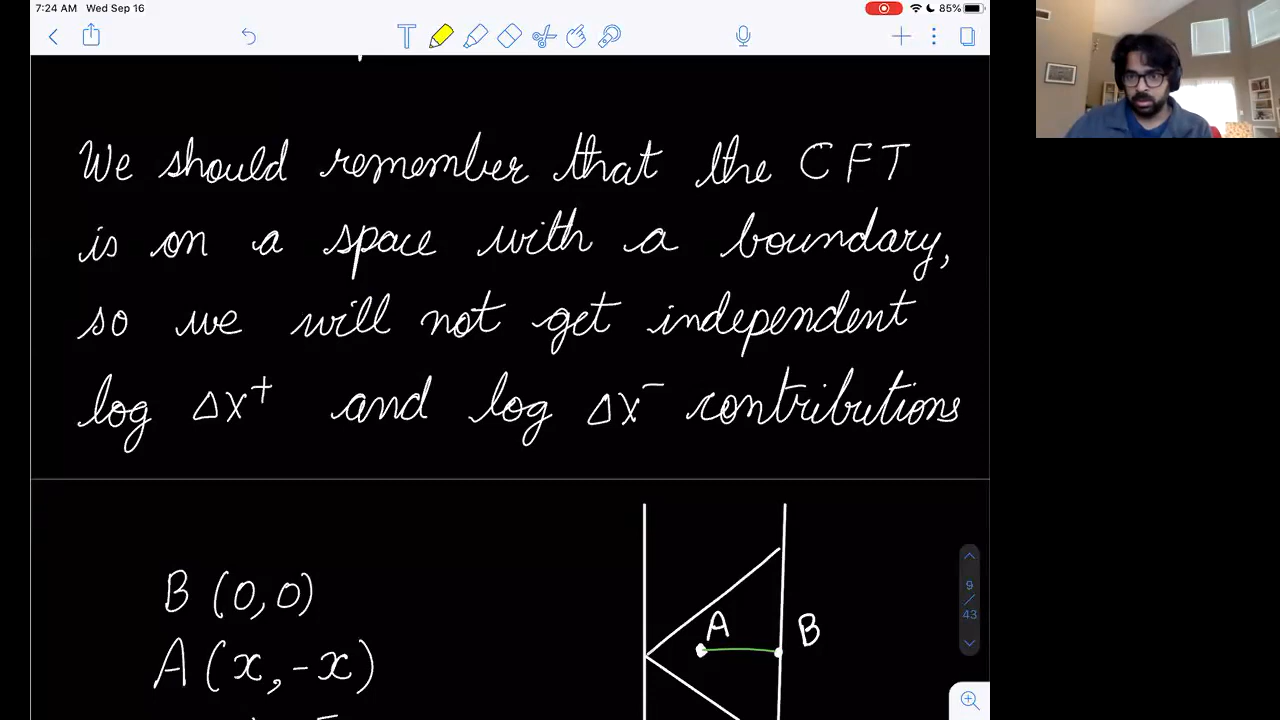 7:24 AM Wed Sep 16
85%
We should remember that the CFT
is on a space with a boundary,
so we will not get independent
log Δx⁺ and log Δx⁻ contributions
B (0,0)
A (x, -x)
A
B
9
/
43